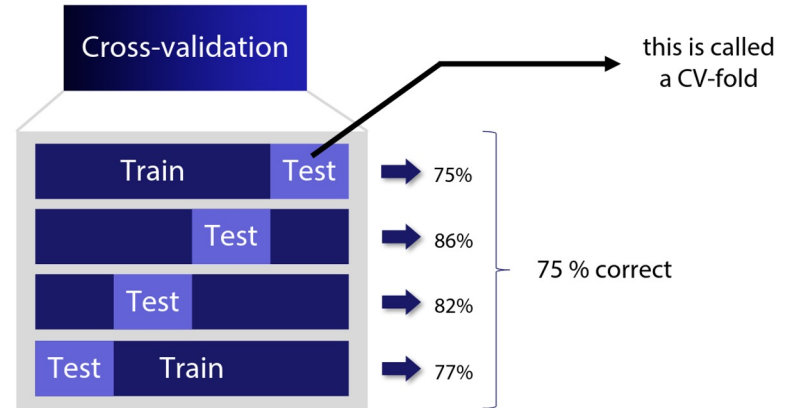 Cross-validation
this is called
a CV-fold
Train Test
75%
Test
86%
Test
82%
Test Train
77%
75 % correct